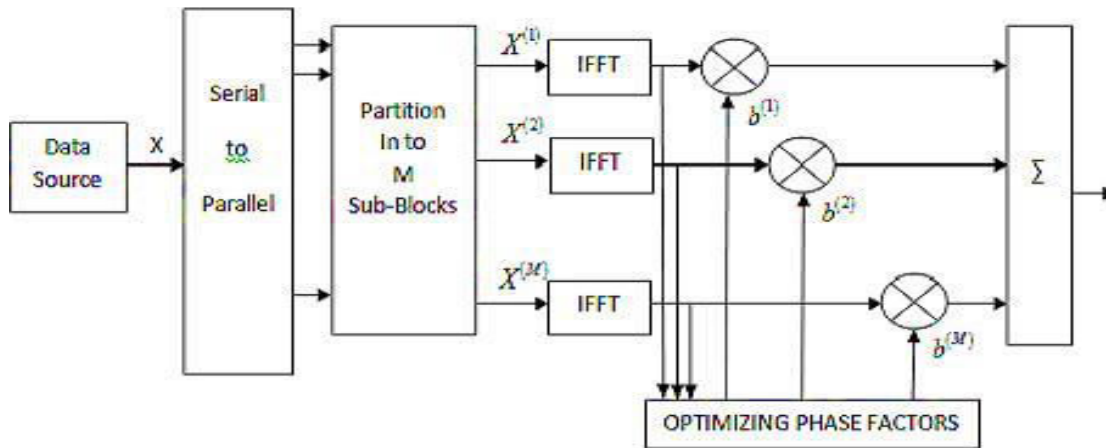 Data
Source
X
Serial
to
Parallel
Partition
In to
M
Sub-Blocks
X^(1)
IFFT
b^(1)
X^(2)
IFFT
b^(2)
X^(M)
IFFT
b^(M)
Σ
OPTIMIZING PHASE FACTORS